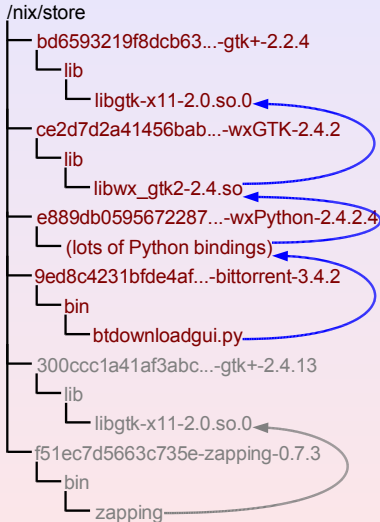 /nix/store
bd6593219f8dcb63...-gtk+-2.2.4
lib
libgtk-x11-2.0.so.0
ce2d7d2a41456bab...-wxGTK-2.4.2
lib
libwx_gtk2-2.4.so
e889db0595672287...-wxPython-2.4.2.4
(lots of Python bindings)
9ed8c4231bfde4af...-bittorrent-3.4.2
bin
btdownloadgui.py
300ccc1a41af3abc...-gtk+-2.4.13
lib
libgtk-x11-2.0.so.0
f51ec7d5663c735e-zapping-0.7.3
bin
zapping